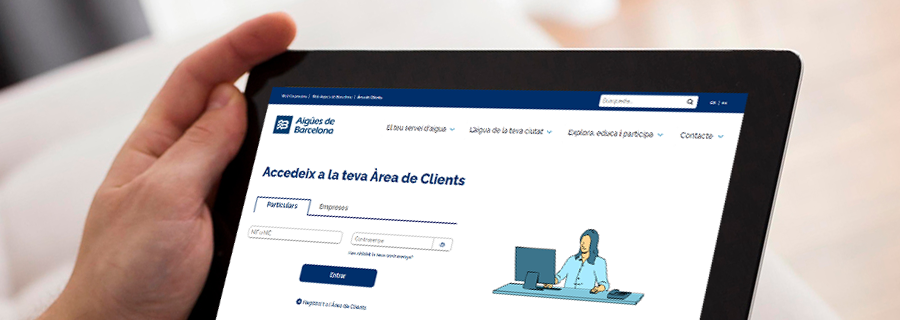 Web Corporativa | Web Aigües de Barcelona | Àrea de Clients
CA | ES
Aigües de
Barcelona
El teu servei d'aigua
L'aigua de la teva ciutat
Explora, educa i participa
Contacte
Accedeix a la teva Àrea de Clients
Particulars
Empreses
NIF o NIE
Contrasenya
Has oblidat la teva contrasenya?
Entrar
Registra't a l'Àrea de Clients